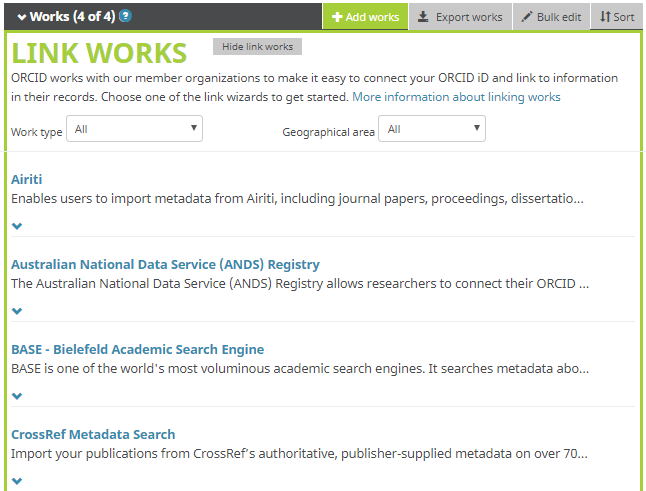 Works (4 of 4) ?
Add works
Export works
Bulk edit
Sort
LINK WORKS
Hide link works
ORCID works with our member organizations to make it easy to connect your ORCID iD and link to information
in their records. Choose one of the link wizards to get started. More information about linking works
Work type All
Geographical area All
Airiti
Enables users to import metadata from Airiti, including journal papers, proceedings, dissertatio...
Australian National Data Service (ANDS) Registry
The Australian National Data Service (ANDS) Registry allows researchers to connect their ORCID ...
BASE - Bielefeld Academic Search Engine
BASE is one of the world's most voluminous academic search engines. It searches metadata abo...
CrossRef Metadata Search
Import your publications from CrossRef’s authoritative, publisher-supplied metadata on over 70...